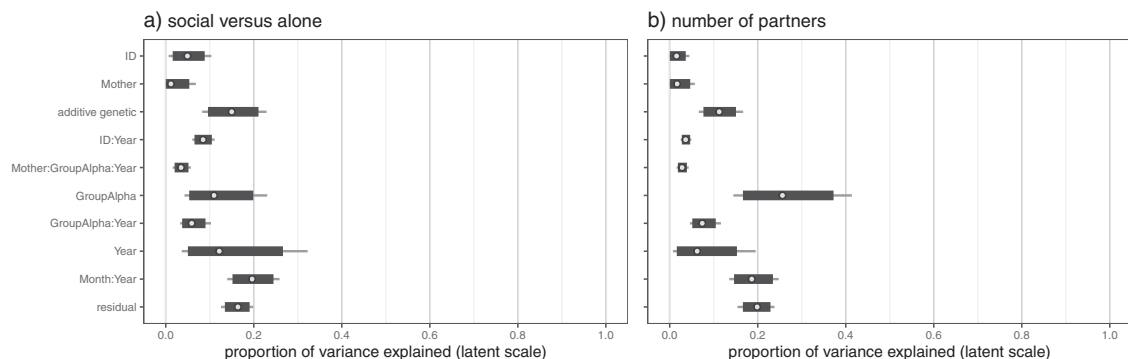 a) social versus alone
b) number of partners
ID
Mother
additive genetic
ID:Year
Mother:GroupAlpha:Year
GroupAlpha
GroupAlpha:Year
Year
Month:Year
residual
0.0 0.2 0.4 0.6 0.8 1.0
0.0 0.2 0.4 0.6 0.8 1.0
proportion of variance explained (latent scale)
proportion of variance explained (latent scale)